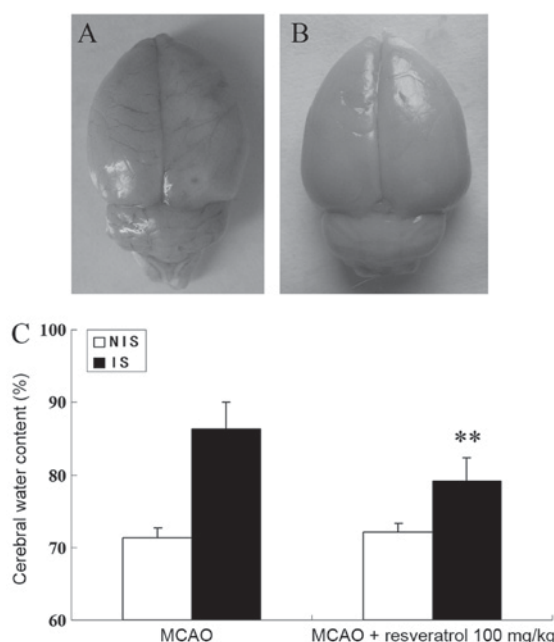 A
B
C
NIS
IS
**
Cerebral water content (%)
100
90
80
70
60
MCAO
MCAO + resveratrol 100 mg/kg